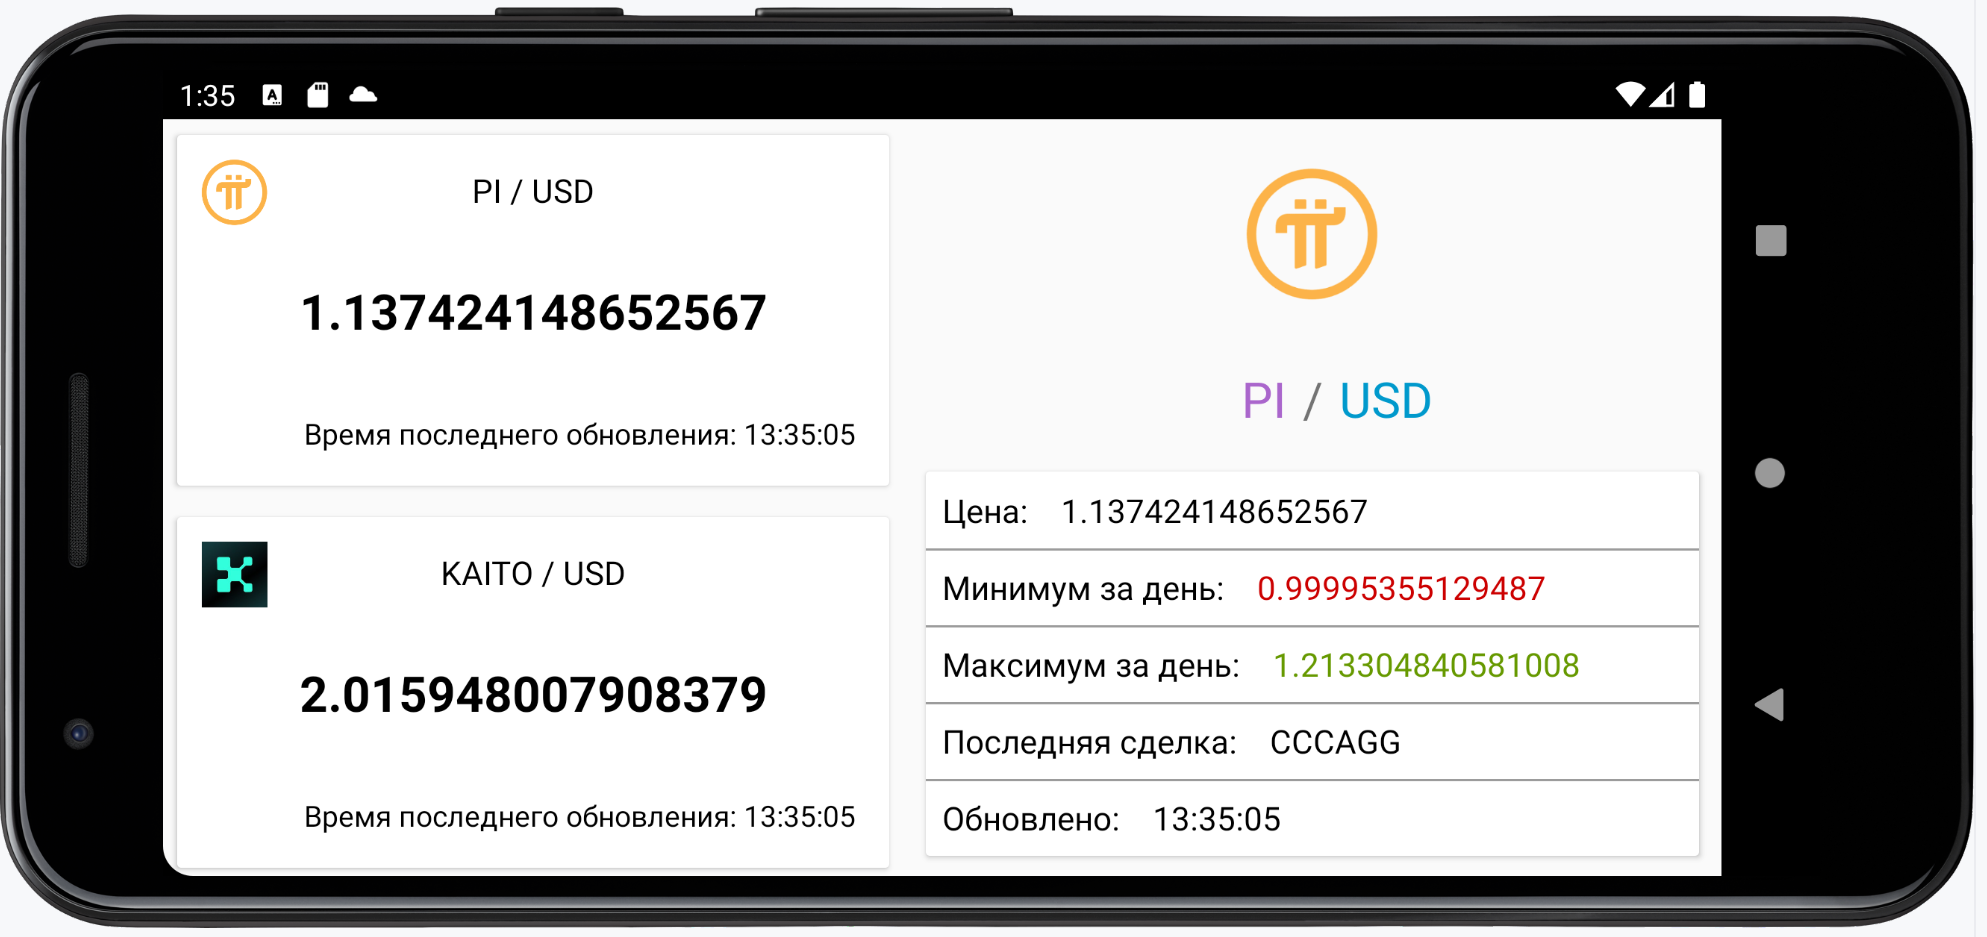 1:35
PI / USD
1.137424148652567
Время последнего обновления: 13:35:05
KAITO / USD
2.015948007908379
Время последнего обновления: 13:35:05
PI / USD
Цена: 1.137424148652567
Минимум за день: 0.99995355129487
Максимум за день: 1.213304840581008
Последняя сделка: CCCAGG
Обновлено: 13:35:05